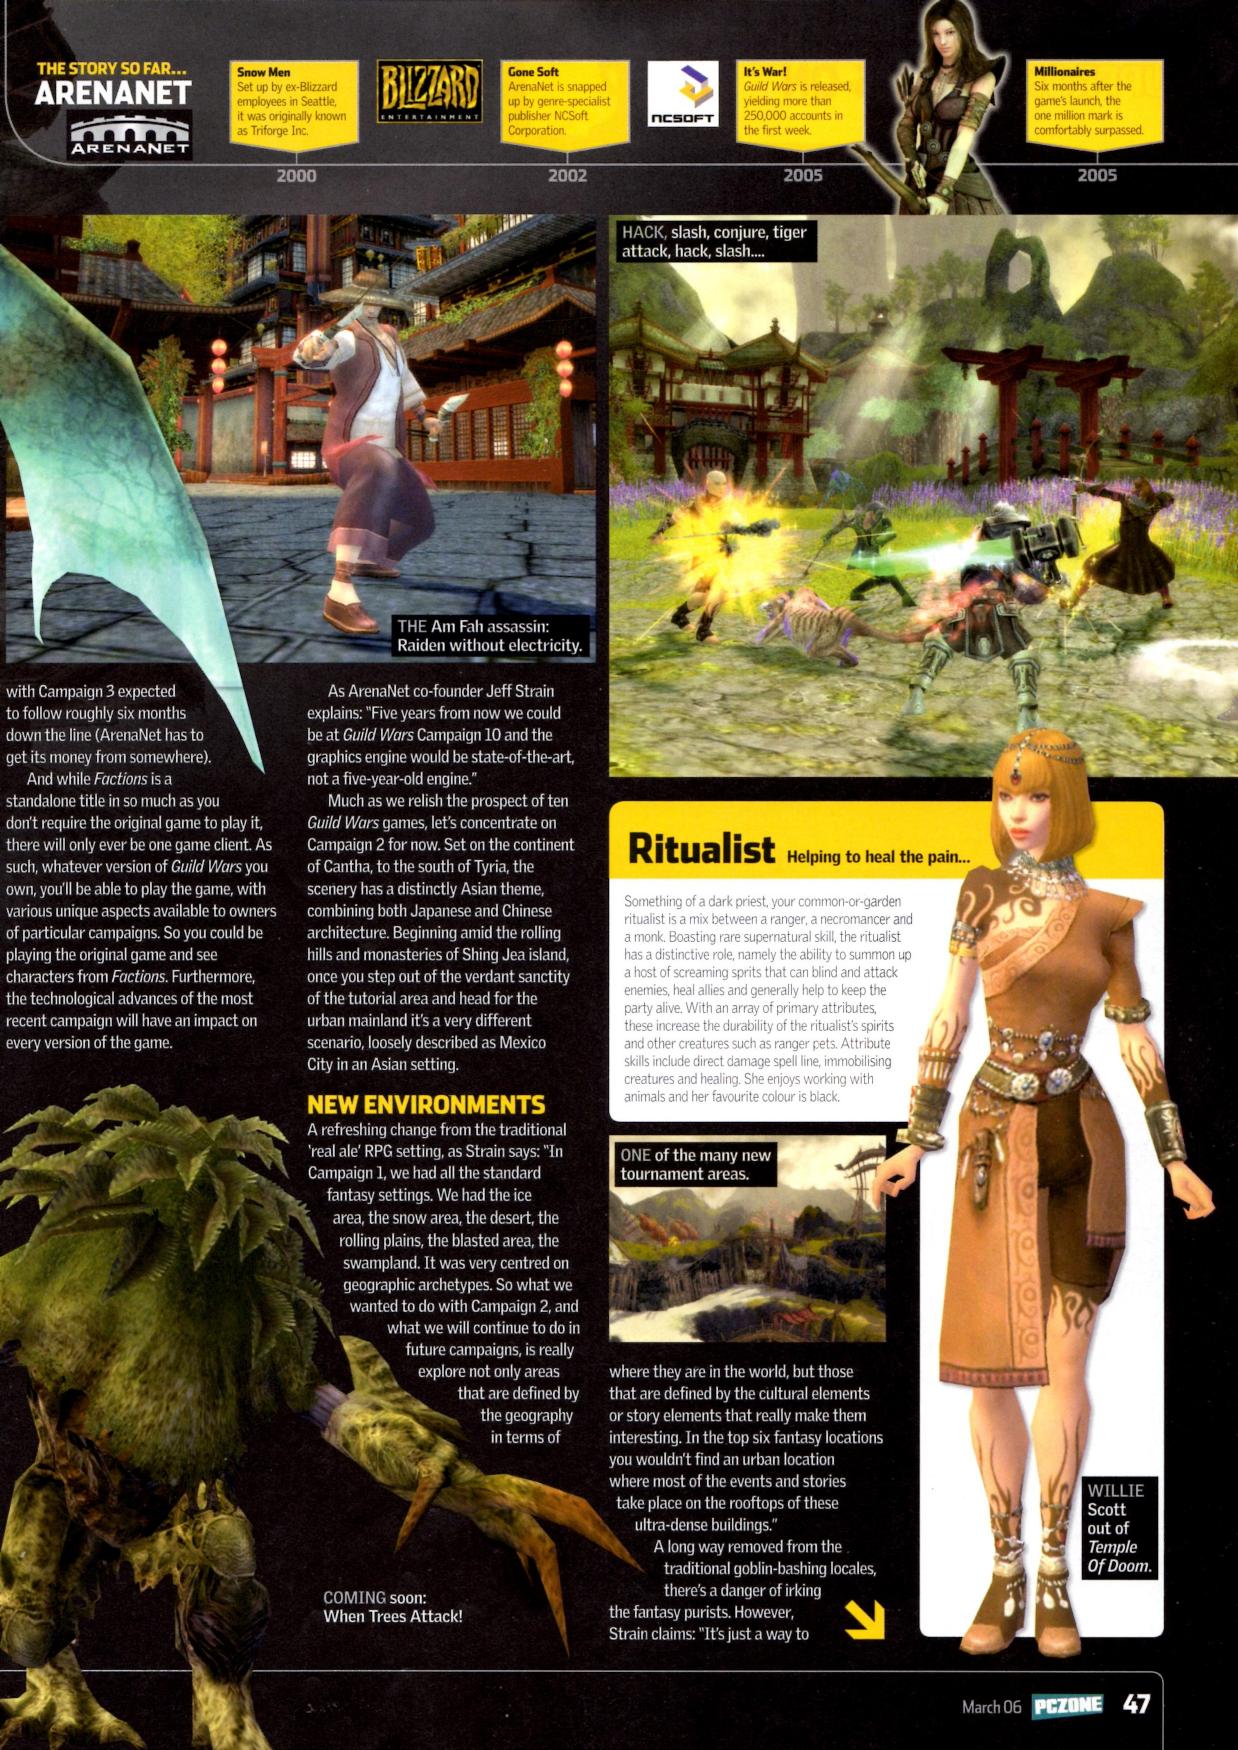 THE STORY SO FAR...
ARENANET
ARENANET
Snow Men
Set up by ex-Blizzard
employees in Seattle,
it was originally known
as Triforge Inc.
2000
BLIZZARD
ENTERTAINMENT
Gone Soft
ArenaNet is snapped
up by genre-specialist
publisher NCSoft
Corporation.
2002
NCSOFT
It's War!
Guild Wars is released,
yielding more than
250,000 accounts in
the first week.
2005
Millionaires
Six months after the
game's launch, the
one million mark is
comfortably surpassed.
2005
THE Am Fah assassin:
Raiden without electricity.
HACK, slash, conjure, tiger
attack, hack, slash....
with Campaign 3 expected
to follow roughly six months
down the line (ArenaNet has to
get its money from somewhere).
And while Factions is a
standalone title in so much as you
don't require the original game to play it,
there will only ever be one game client. As
such, whatever version of Guild Wars you
own, you'll be able to play the game, with
various unique aspects available to owners
of particular campaigns. So you could be
playing the original game and see
characters from Factions. Furthermore,
the technological advances of the most
recent campaign will have an impact on
every version of the game.
As ArenaNet co-founder Jeff Strain
explains: "Five years from now we could
be at Guild Wars Campaign 10 and the
graphics engine would be state-of-the-art,
not a five-year-old engine."
Much as we relish the prospect of ten
Guild Wars games, let's concentrate on
Campaign 2 for now. Set on the continent
of Cantha, to the south of Tyria, the
scenery has a distinctly Asian theme,
combining both Japanese and Chinese
architecture. Beginning amid the rolling
hills and monasteries of Shing Jea island,
once you step out of the verdant sanctity
of the tutorial area and head for the
urban mainland it's a very different
scenario, loosely described as Mexico
City in an Asian setting.
NEW ENVIRONMENTS
A refreshing change from the traditional
'real ale' RPG setting, as Strain says: "In
Campaign 1, we had all the standard
fantasy settings. We had the ice
area, the snow area, the desert, the
rolling plains, the blasted area, the
swampland. It was very centred on
geographic archetypes. So what we
wanted to do with Campaign 2, and
what we will continue to do in
future campaigns, is really
explore not only areas
that are defined by
the geography
in terms of
COMING soon:
When Trees Attack!
Ritualist Helping to heal the pain...
Something of a dark priest, your common-or-garden
ritualist is a mix between a ranger, a necromancer and
a monk. Boasting rare supernatural skill, the ritualist
has a distinctive role, namely the ability to summon up
a host of screaming sprits that can blind and attack
enemies, heal allies and generally help to keep the
party alive. With an array of primary attributes,
these increase the durability of the ritualist's spirits
and other creatures such as ranger pets. Attribute
skills include direct damage spell line, immobilising
creatures and healing. She enjoys working with
animals and her favourite colour is black.
ONE of the many new
tournament areas.
where they are in the world, but those
that are defined by the cultural elements
or story elements that really make them
interesting. In the top six fantasy locations
you wouldn't find an urban location
where most of the events and stories
take place on the rooftops of these
ultra-dense buildings."
A long way removed from the
traditional goblin-bashing locales,
there's a danger of irking
the fantasy purists. However,
Strain claims: "It's just a way to
WILLIE
Scott
out of
Temple
Of Doom.
March 06 PCZONE 47